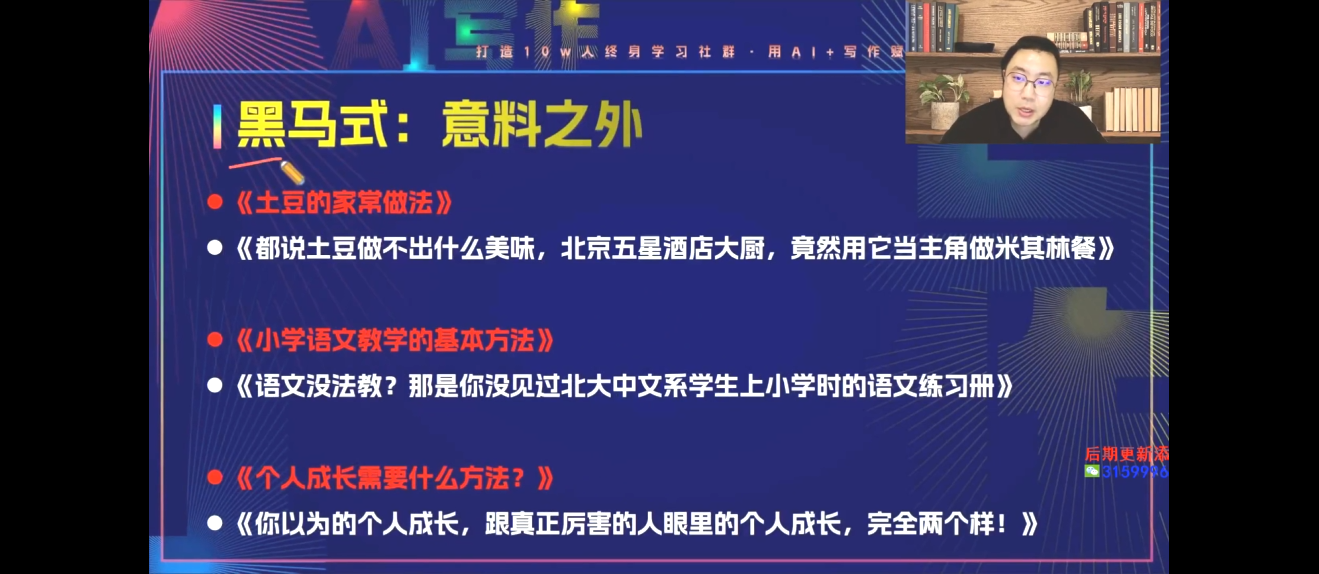 AI写作
打造10w人终身学习社群·用AI+写作赋
黑马式：意料之外
《土豆的家常做法》
《都说土豆做不出什么美味，北京五星酒店大厨，竟然用它当主角做米其林餐》
《小学语文教学的基本方法》
《语文没法教？那是你没见过北大中文系学生上小学时的语文练习册》
《个人成长需要什么方法？》
《你以为的个人成长，跟真正厉害的人眼里的个人成长，完全两个样！》
后期更新添
3159996